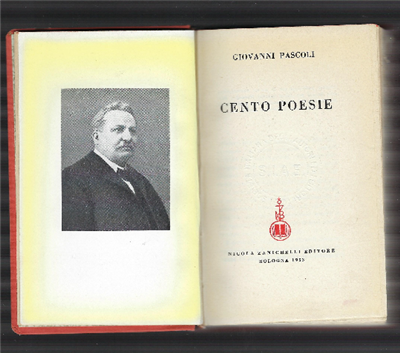 GIOVANNI PASCOLI
CENTO POESIE
NICOLA ZANICHELLI EDITORE
BOLOGNA